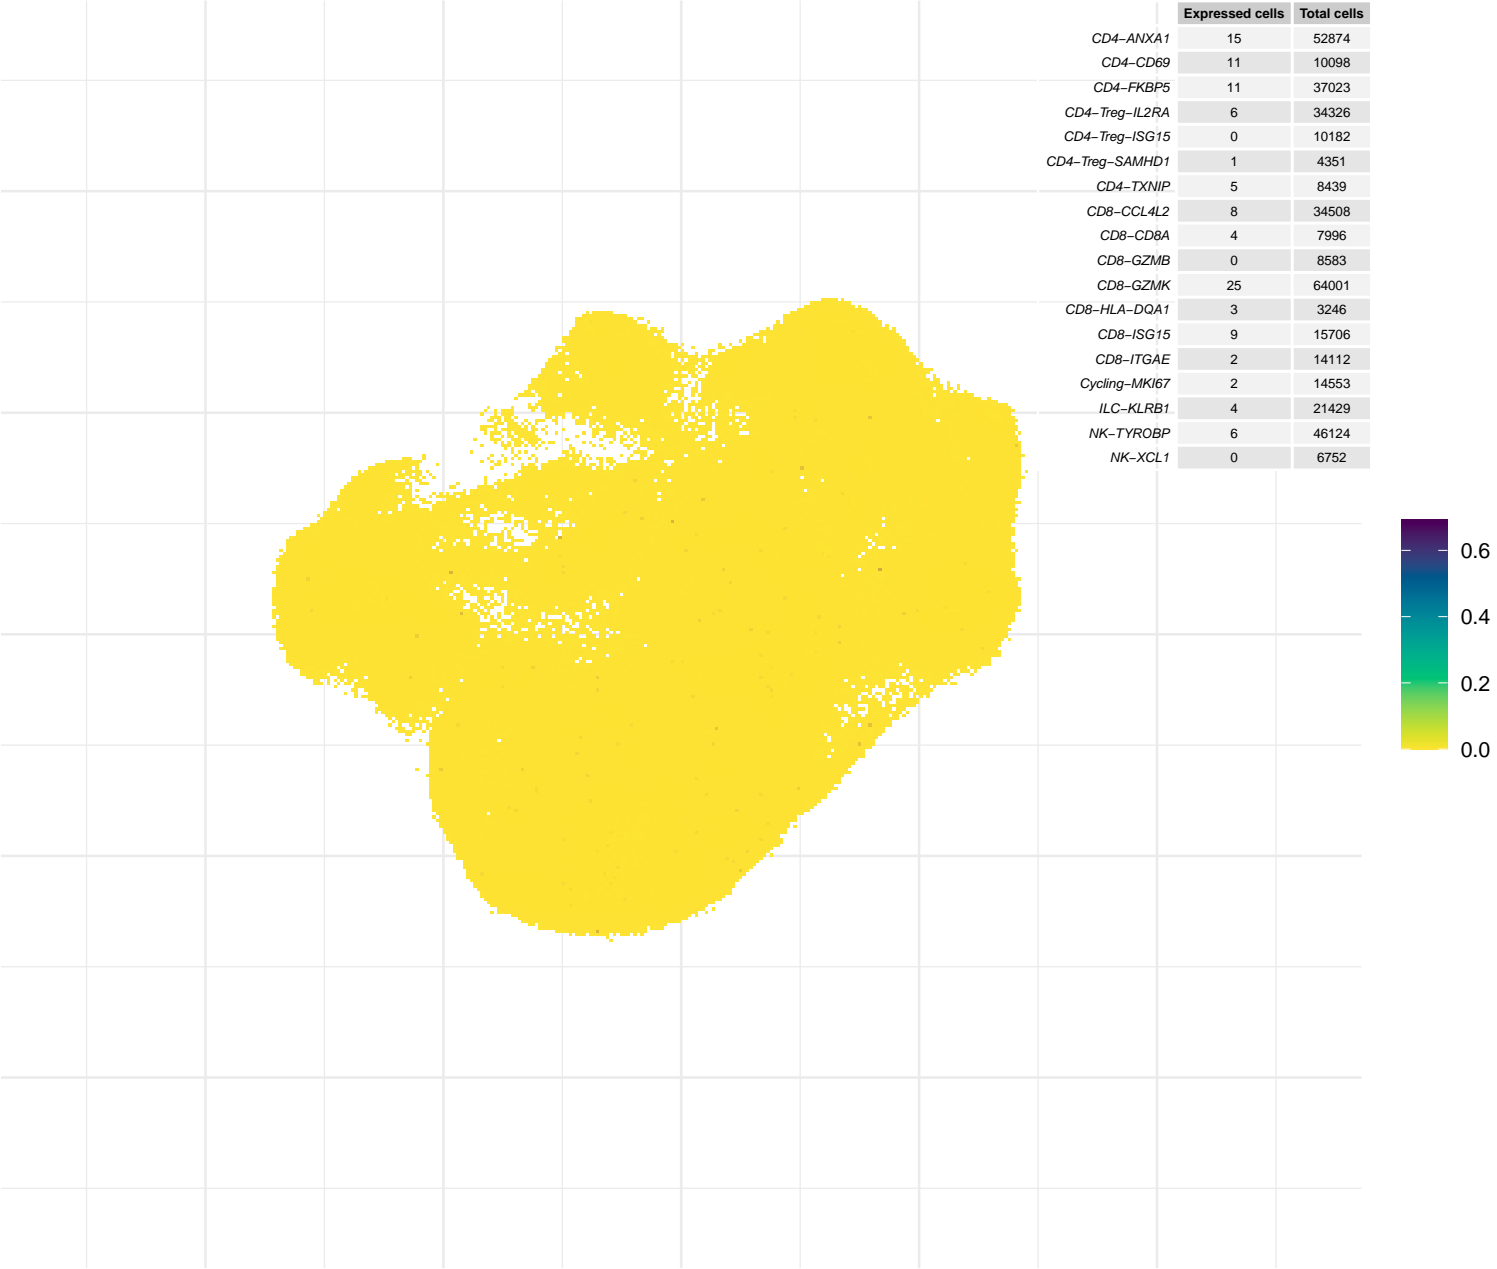 Expressed cells Total cells
CD4−ANXA1 15 52874
CD4−CD69 11 10098
CD4−FKBP5 11 37023
CD4−Treg−IL2RA 6 34326
CD4−Treg−ISG15 0 10182
CD4−Treg−SAMHD1 1 4351
CD4−TXNIP 5 8439
CD8−CCL4L2 8 34508
CD8−CD8A 4 7996
CD8−GZMB 0 8583
CD8−GZMK 25 64001
CD8−HLA−DQA1 3 3246
CD8−ISG15 9 15706
CD8−ITGAE 2 14112
Cycling−MKI67 2 14553
ILC−KLRB1 4 21429
NK−TYROBP 6 46124
NK−XCL1 0 6752
0.6
0.4
0.2
0.0